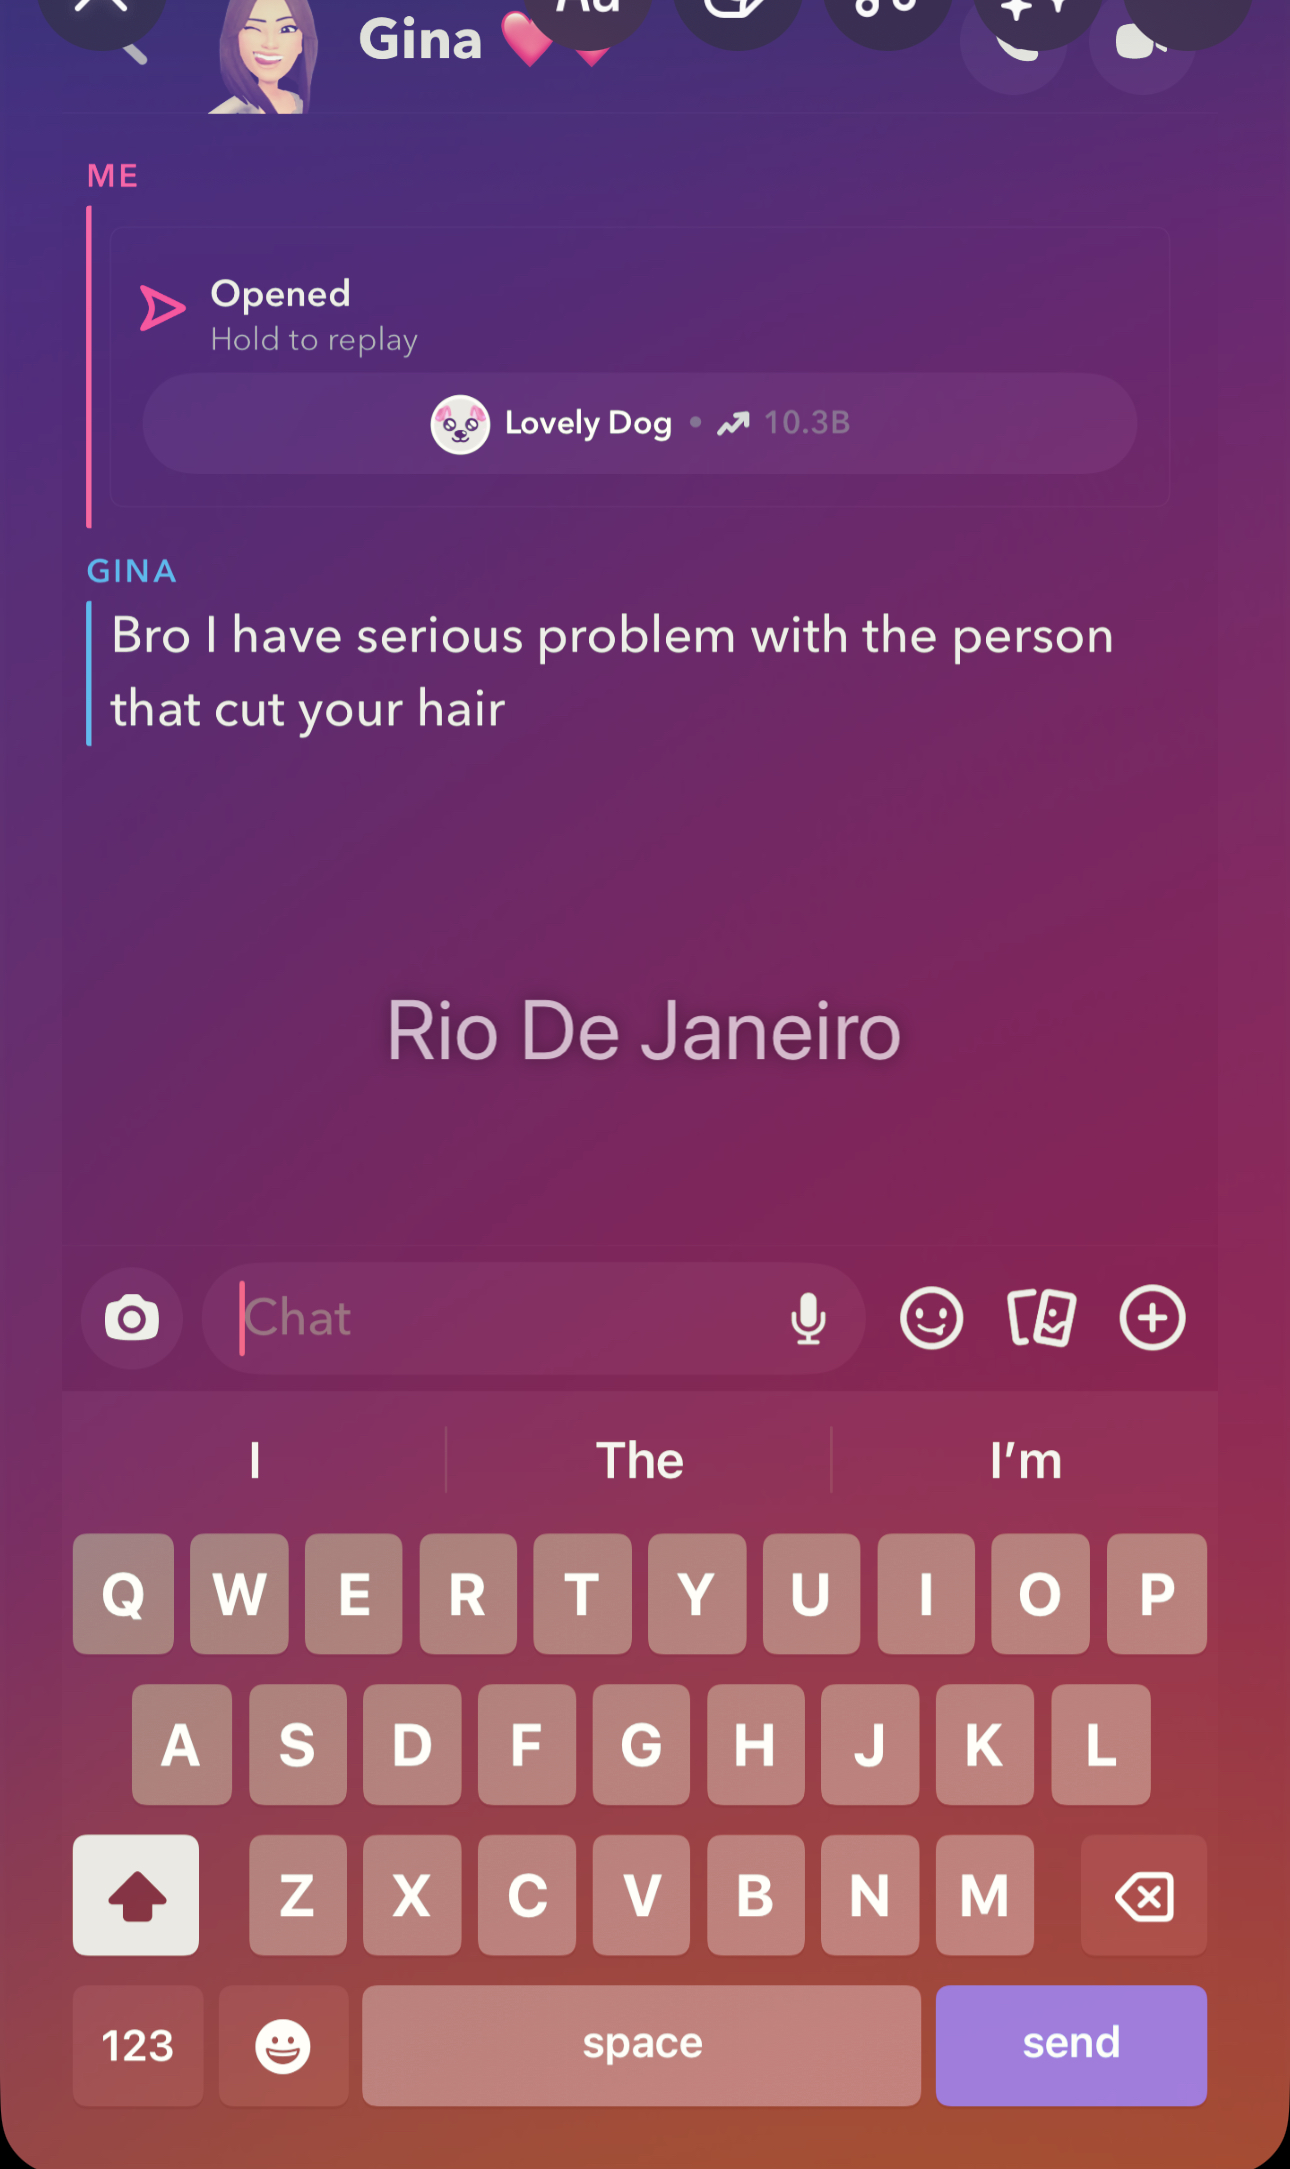 Aa
Gina
ME
Opened
Hold to replay
Lovely Dog • 10.3B
GINA
Bro I have serious problem with the person
that cut your hair
Rio De Janeiro
Chat
I The I’m
Q W E R T Y U I O P
A S D F G H J K L
Z X C V B N M
123 space send